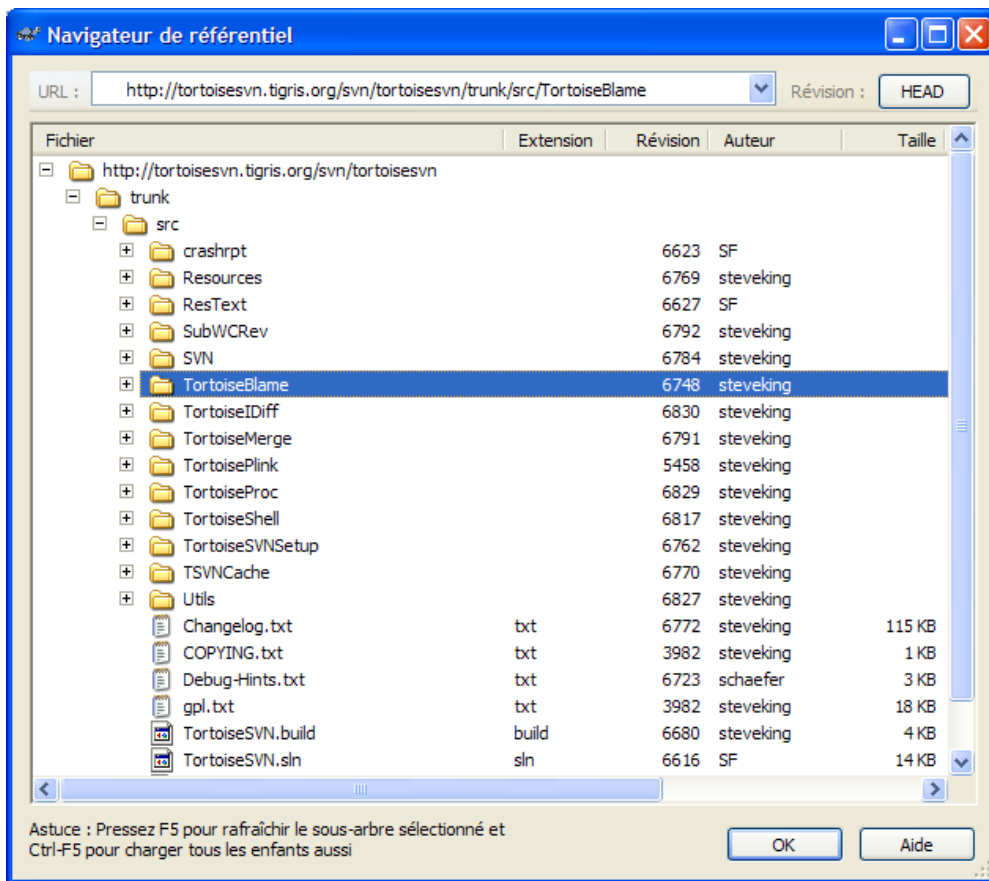 Navigateur de référentiel
URL : http://tortoisesvn.tigris.org/svn/tortoisesvn/trunk/src/TortoiseBlame Révision : HEAD
Fichier Extension Révision Auteur Taille
http://tortoisesvn.tigris.org/svn/tortoisesvn
trunk
src
crashrpt 6623 SF
Resources 6769 steveking
ResText 6627 SF
SubWCRev 6792 steveking
SVN 6784 steveking
TortoiseBlame 6748 steveking
TortoiseIDiff 6830 steveking
TortoiseMerge 6791 steveking
TortoisePlink 5458 steveking
TortoiseProc 6829 steveking
TortoiseShell 6817 steveking
TortoiseSVNSetup 6762 steveking
TSVNCache 6770 steveking
Utils 6827 steveking
Changelog.txt txt 6772 steveking 115 KB
COPYING.txt txt 3982 steveking 1 KB
Debug-Hints.txt txt 6723 schaefer 3 KB
gpl.txt txt 3982 steveking 18 KB
TortoiseSVN.build build 6680 steveking 4 KB
TortoiseSVN.sln sln 6616 SF 14 KB
Astuce : Pressez F5 pour rafraîchir le sous-arbre sélectionné et
Ctrl-F5 pour charger tous les enfants aussi
OK Aide